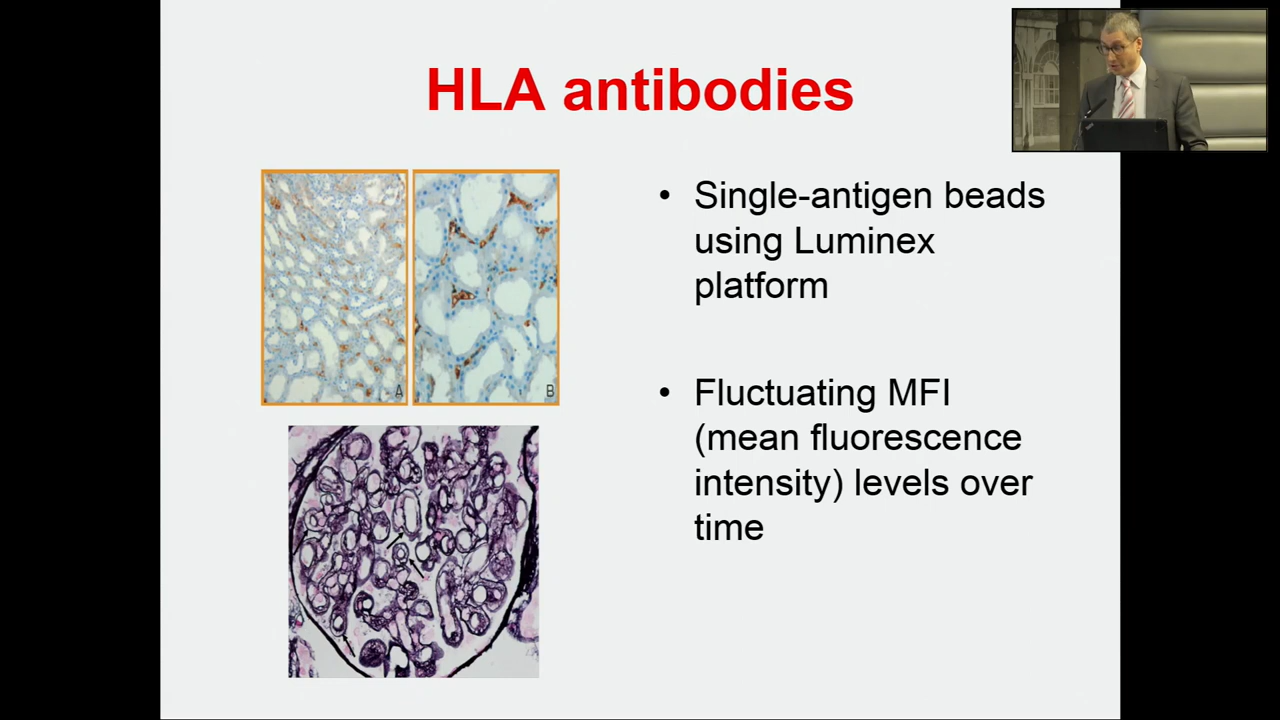 HLA antibodies
• Single-antigen beads
using Luminex
platform
• Fluctuating MFI
(mean fluorescence
intensity) levels over
time
A
B